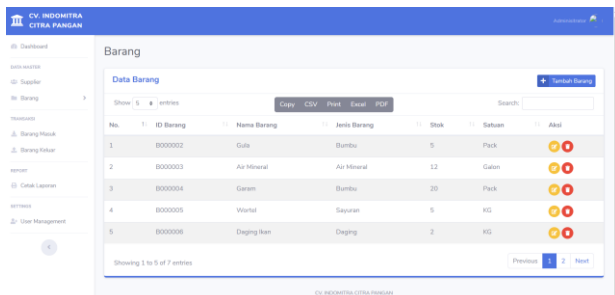 CV. INDOMITRA
CITRA PANGAN
Administrator
Dashboard
DATA MASTER
Supplier
Barang
TRANSAKSI
Barang Masuk
Barang Keluar
REPORT
Cetak Laporan
SETTINGS
User Management
Barang
Data Barang
+ Tambah Barang
Show 5 entries
Copy CSV Print Excel PDF
Search:
No. ID Barang Nama Barang Jenis Barang Stok Satuan Aksi
1 B000002 Gula Bumbu 5 Pack
2 B000003 Air Mineral Air Mineral 12 Galon
3 B000004 Garam Bumbu 20 Pack
4 B000005 Wortel Sayuran 5 KG
5 B000006 Daging Ikan Daging 2 KG
Showing 1 to 5 of 7 entries
Previous 1 2 Next
CV. INDOMITRA CITRA PANGAN